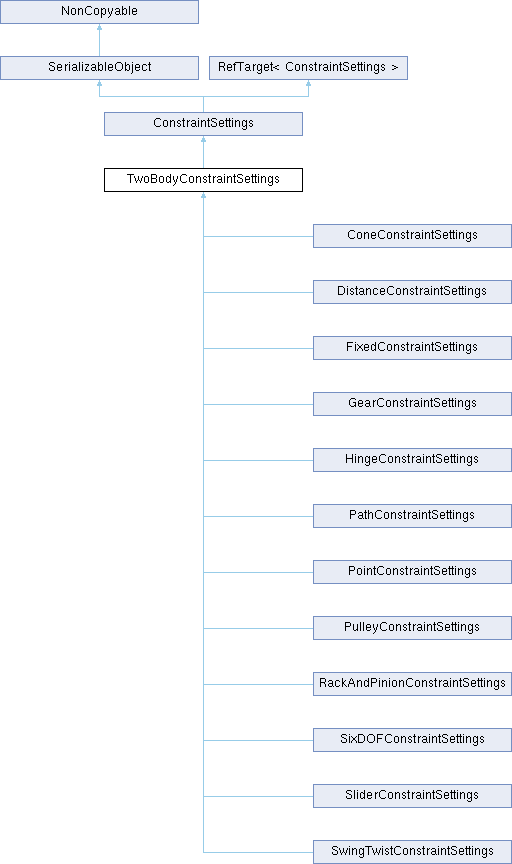 NonCopyable
SerializableObject
RefTarget< ConstraintSettings >
ConstraintSettings
TwoBodyConstraintSettings
ConeConstraintSettings
DistanceConstraintSettings
FixedConstraintSettings
GearConstraintSettings
HingeConstraintSettings
PathConstraintSettings
PointConstraintSettings
PulleyConstraintSettings
RackAndPinionConstraintSettings
SixDOFConstraintSettings
SliderConstraintSettings
SwingTwistConstraintSettings